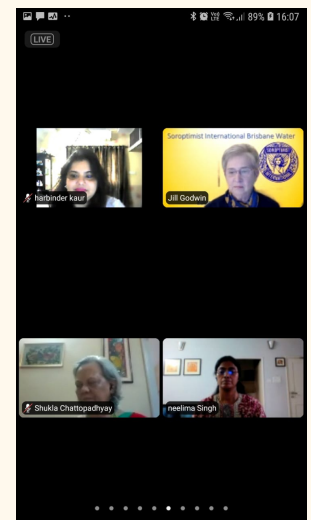 89% 16:07
LIVE
harbinder kaur
Soroptimist International Brisbane Water
Jill Godwin
Shukla Chattopadhyay
neelima Singh